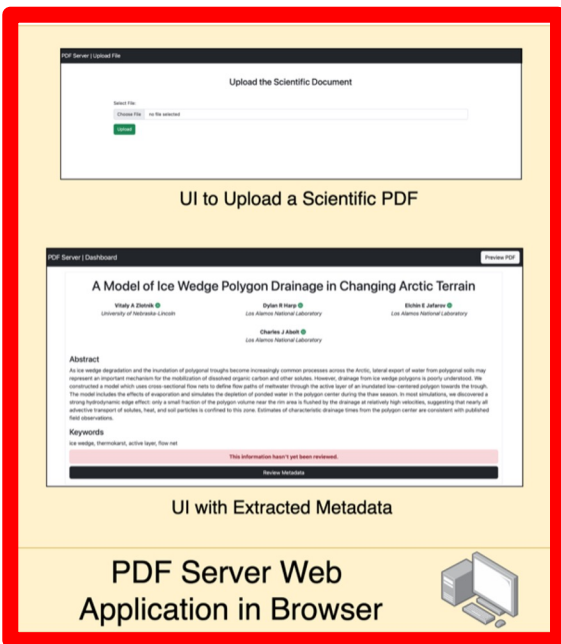 PDF Server | Upload File
Upload the Scientific Document
Select File:
Choose File no file selected
Upload
UI to Upload a Scientific PDF
PDF Server | Dashboard
Preview PDF
A Model of Ice Wedge Polygon Drainage in Changing Arctic Terrain
Vitaly A Zlotnik Dylan R Harp Elchin E Jafarov
University of Nebraska-Lincoln Los Alamos National Laboratory Los Alamos National Laboratory
Charles J Abolt
Los Alamos National Laboratory
Abstract
As ice wedge degradation and the inundation of polygonal troughs become increasingly common processes across the Arctic, lateral export of water from polygonal soils may
represent an important mechanism for the mobilization of dissolved organic carbon and other solutes. However, drainage from ice wedge polygons is poorly understood. We
constructed a model which uses cross-sectional flow nets to define flow paths of meltwater through the active layer of an inundated low-centered polygon towards the trough.
The model includes the effects of evaporation and simulates the depletion of ponded water in the polygon center during the thaw season. In most simulations, we discovered a
strong hydrodynamic edge effect: only a small fraction of the polygon volume near the rim area is flushed by the drainage at relatively high velocities, suggesting that nearly all
advective transport of solutes, heat, and soil particles is confined to this zone. Estimates of characteristic drainage times from the polygon center are consistent with published
field observations.
Keywords
ice wedge, thermokarst, active layer, flow net
This information hasn't yet been reviewed.
Review Metadata
UI with Extracted Metadata
PDF Server Web
Application in Browser